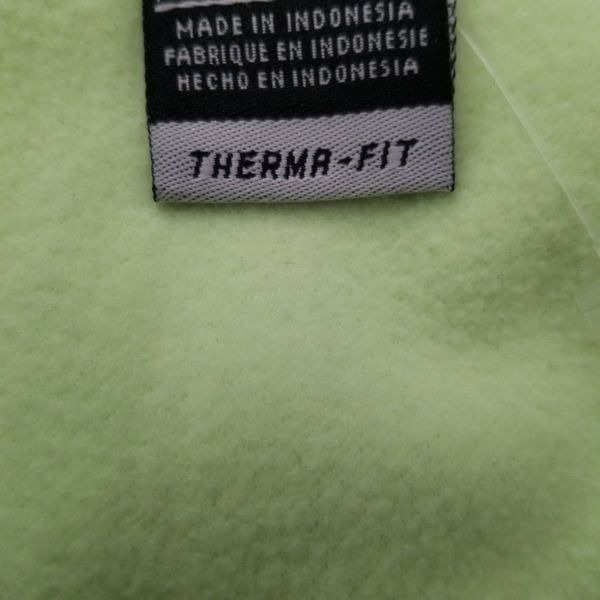 MADE IN INDONESIA
FABRIQUE EN INDONESIE
HECHO EN INDONESIA
THERMA-FIT